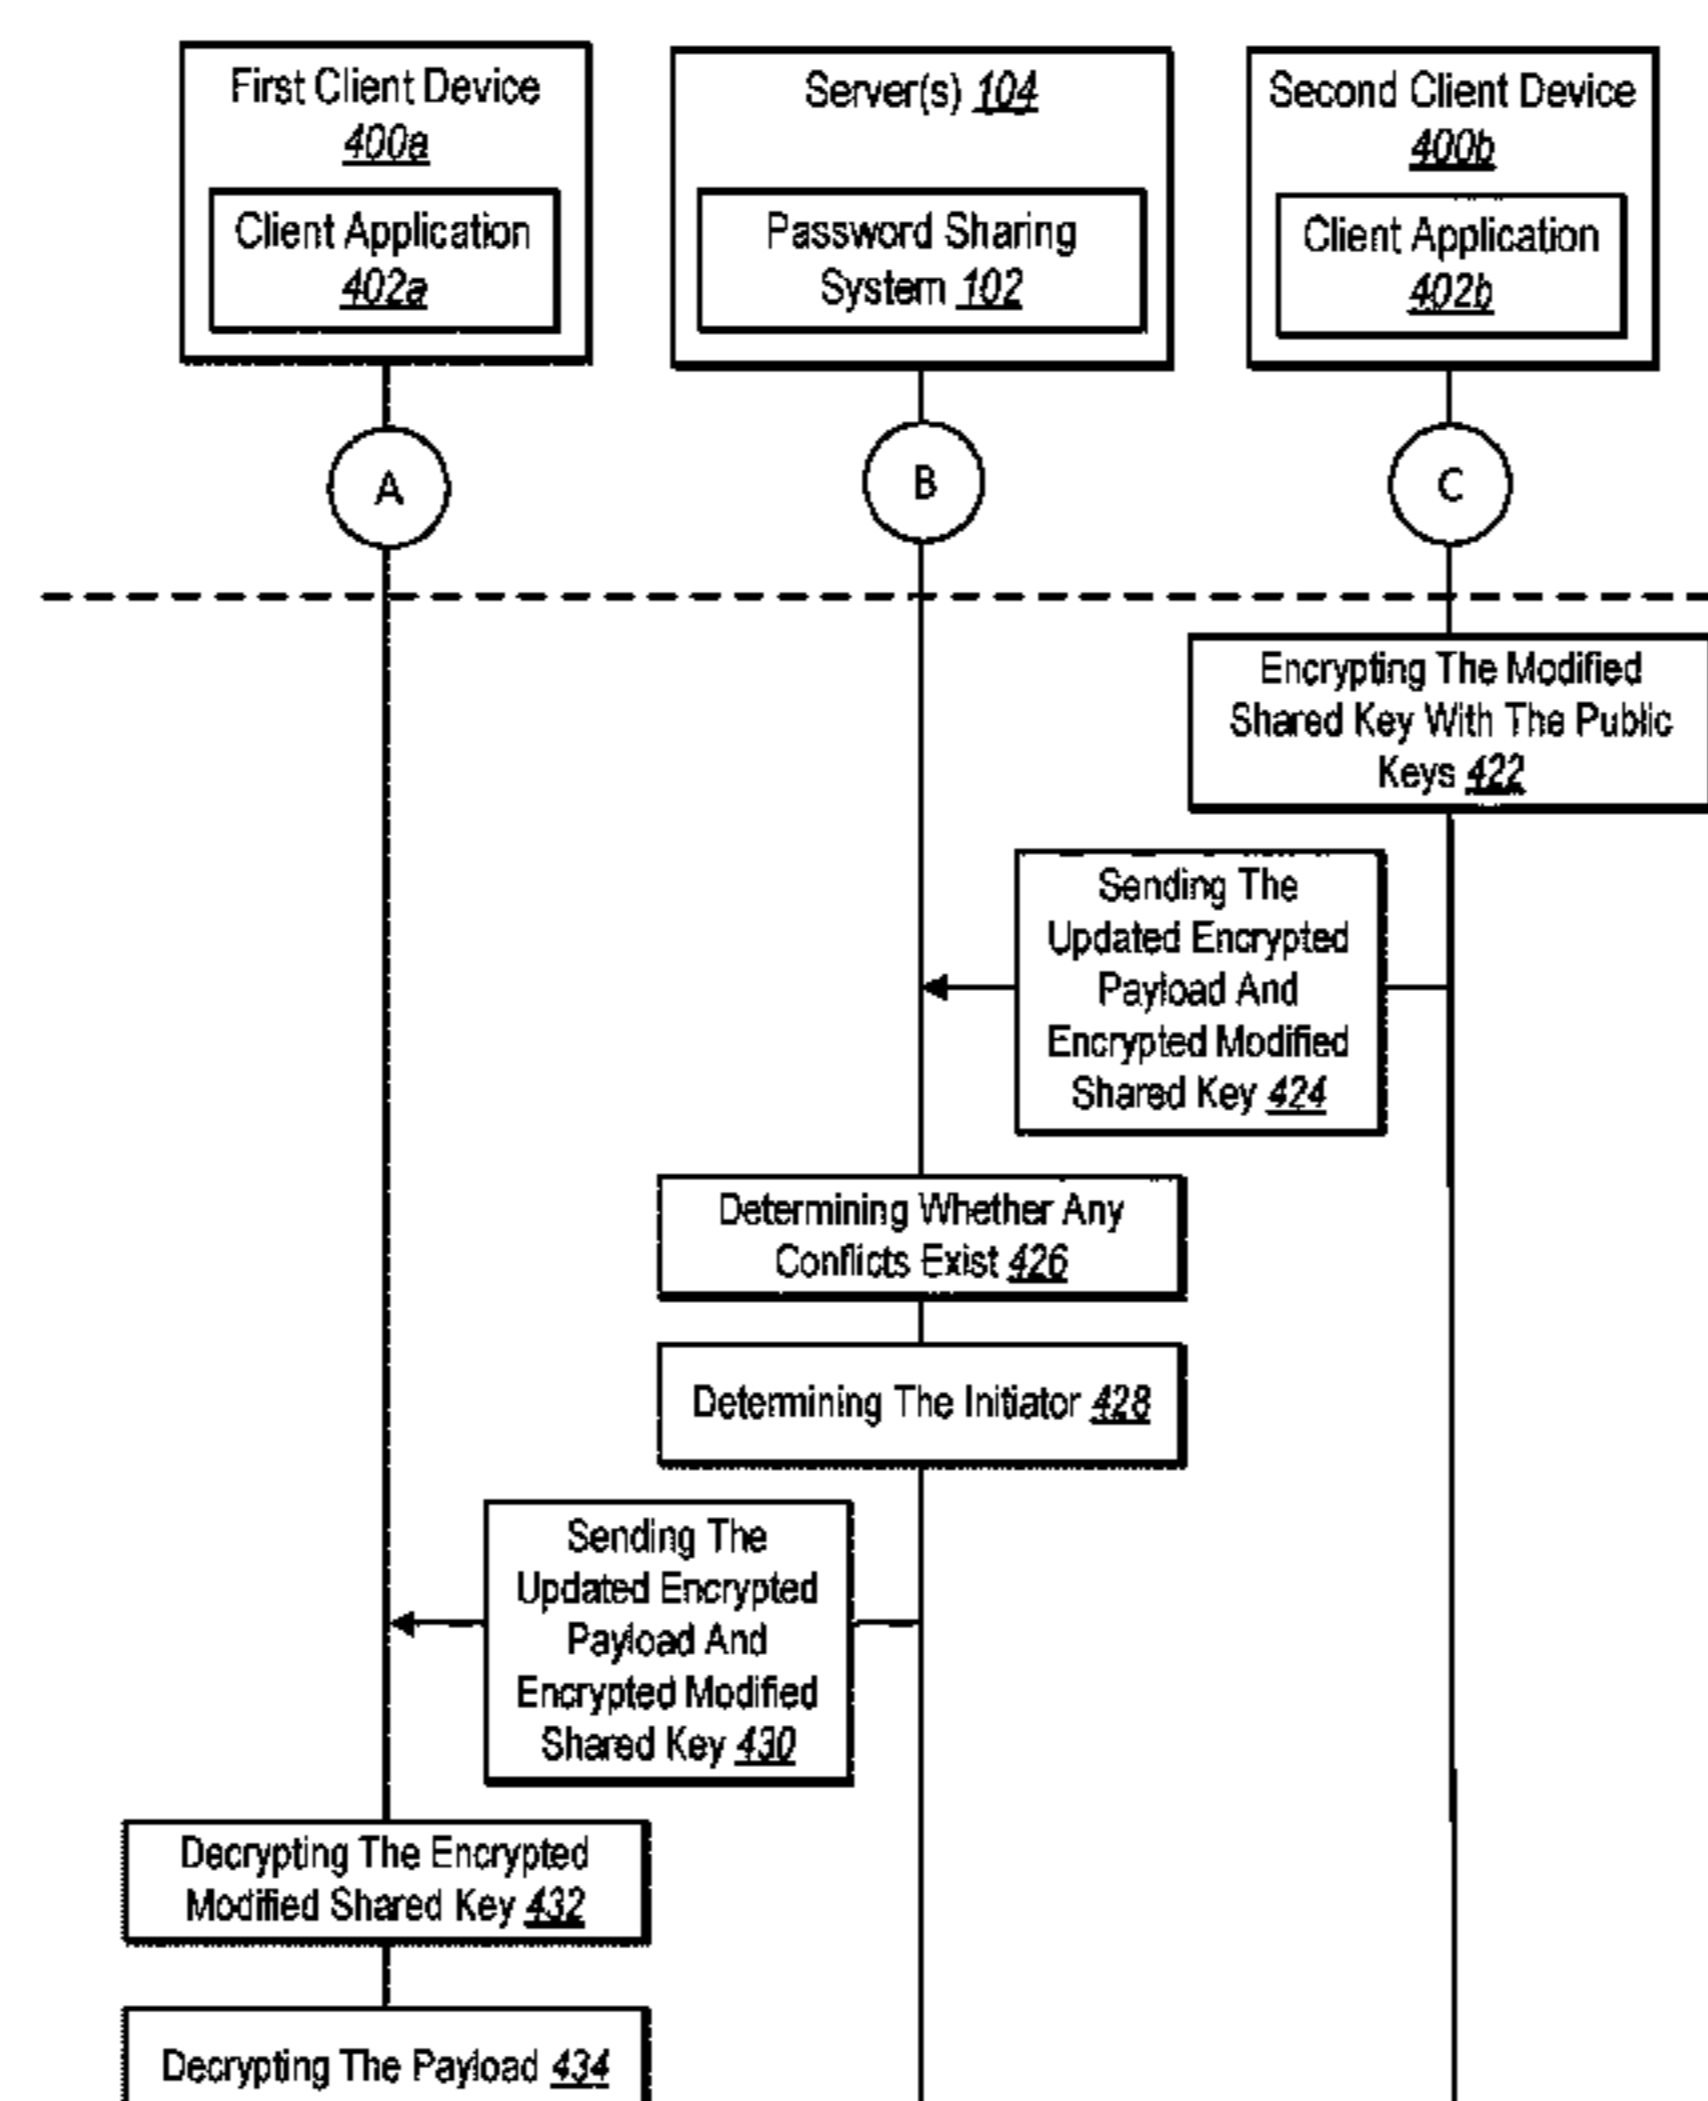 First Client Device
400a
Client Application
402a
Server(s) 104
Password Sharing
System 102
Second Client Device
400b
Client Application
402b
A
B
C
Encrypting The Modified
Shared Key With The Public
Keys 422
Sending The
Updated Encrypted
Payload And
Encrypted Modified
Shared Key 424
Determining Whether Any
Conflicts Exist 426
Determining The Initiator 428
Sending The
Updated Encrypted
Payload And
Encrypted Modified
Shared Key 430
Decrypting The Encrypted
Modified Shared Key 432
Decrypting The Payload 434